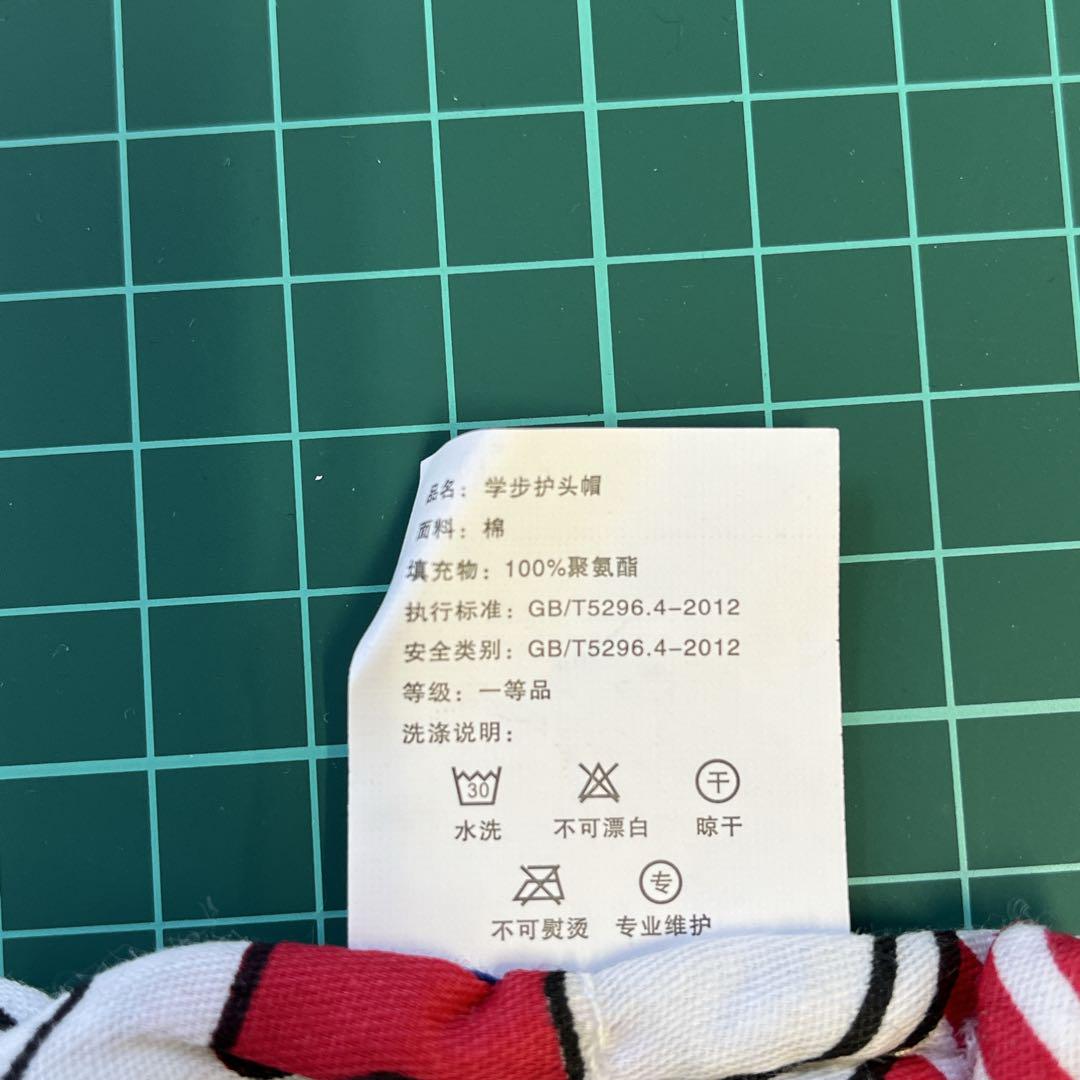 品名：学步护头帽
面料：棉
填充物：100%聚氨酯
执行标准：GB/T5296.4-2012
安全类别：GB/T5296.4-2012
等级：一等品
洗涤说明：
30 干
水洗 不可漂白 晾干
专
不可熨烫 专业维护